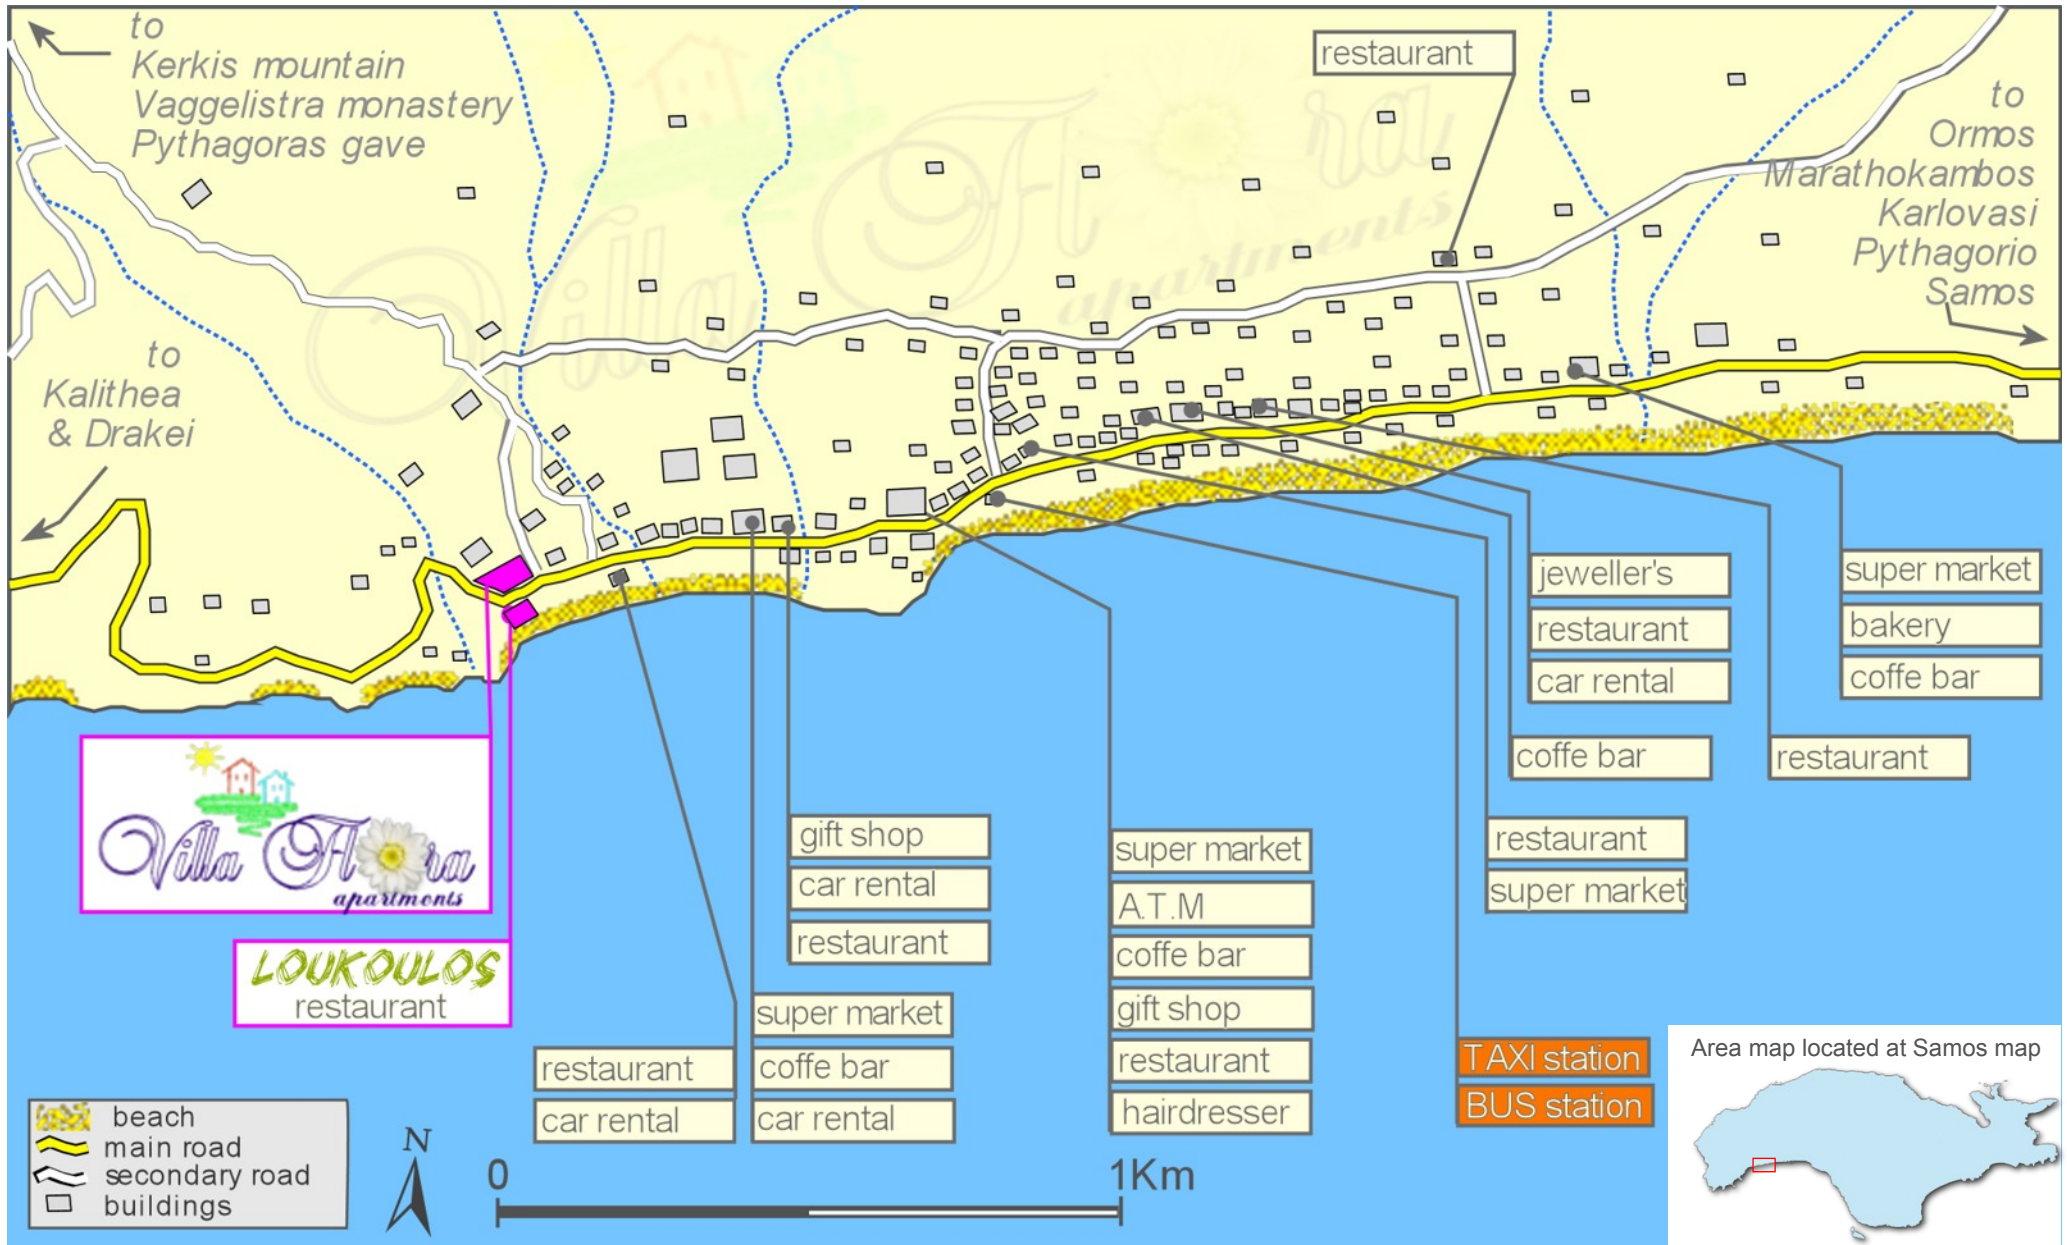 to
Kerkis mountain
Vaggelistra monastery
Pythagoras gave
restaurant
to
Ormos
Marathokambos
Karlovasi
Pythagorio
Samos
Villa Flora
apartments
to
Kalithea
& Drakei
jeweller's
restaurant
car rental
super market
bakery
coffe bar
coffe bar
restaurant
Villa Flora
apartments
gift shop
car rental
restaurant
super market
A.T.M
coffe bar
gift shop
restaurant
hairdresser
restaurant
super market
LOUKOULOS
restaurant
super market
coffe bar
car rental
restaurant
car rental
TAXI station
BUS station
Area map located at Samos map
beach
main road
secondary road
buildings
N
0
1Km